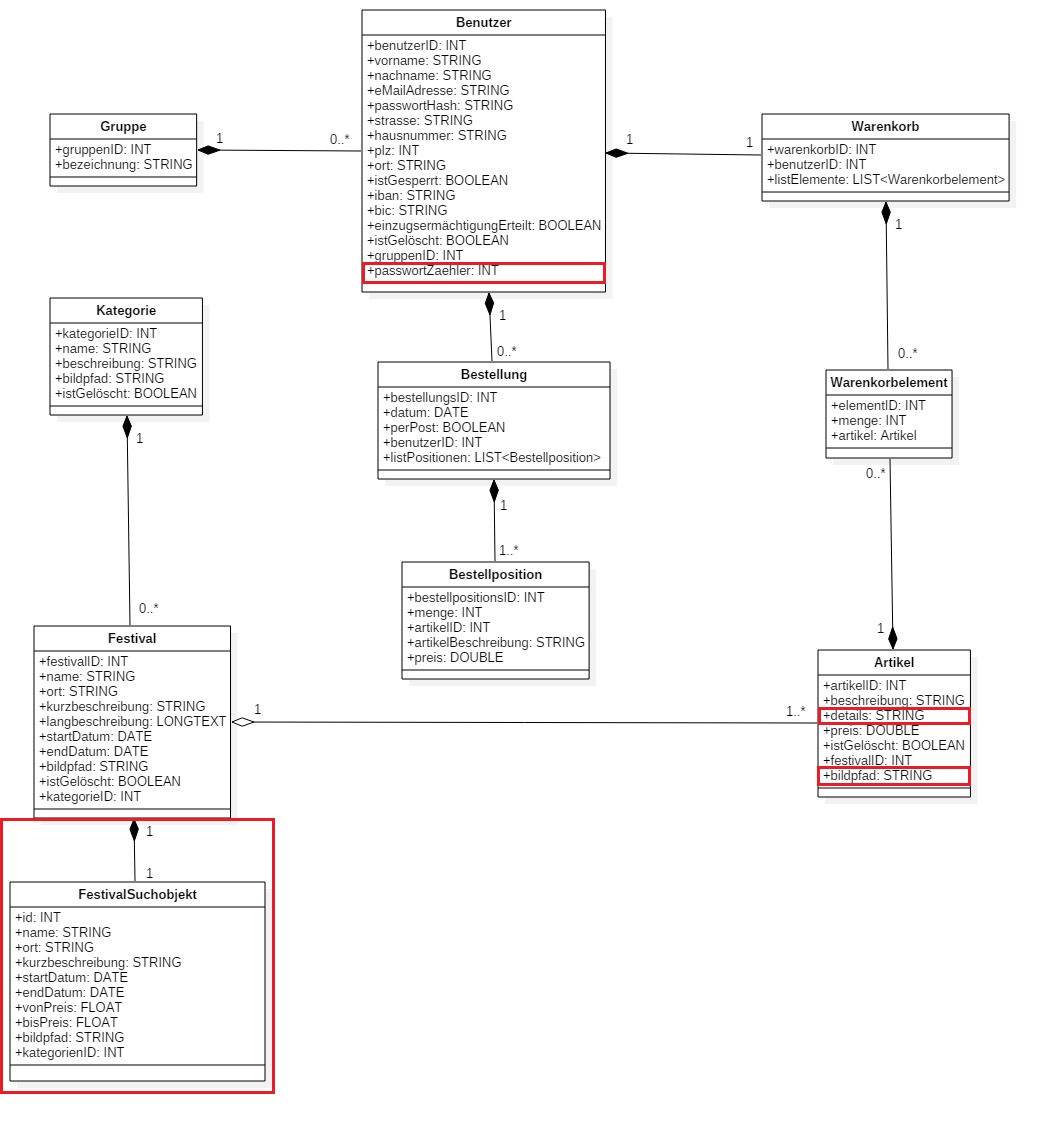 Benutzer
+benutzerID: INT
+vorname: STRING
+nachname: STRING
+eMailAdresse: STRING
+passwortHash: STRING
+strasse: STRING
+hausnummer: STRING
+plz: INT
+ort: STRING
+istGesperrt: BOOLEAN
+iban: STRING
+bic: STRING
+einzugsermächtigungErteilt: BOOLEAN
+istGelöscht: BOOLEAN
+gruppenID: INT
+passwortZaehler: INT
Gruppe
+gruppenID: INT
+bezeichnung: STRING
1
0..*
1
1
Warenkorb
+warenkorbID: INT
+benutzerID: INT
+listElemente: LIST<Warenkorbelement>
1
0..*
Kategorie
+kategorieID: INT
+name: STRING
+beschreibung: STRING
+bildpfad: STRING
+istGelöscht: BOOLEAN
1
0..*
1
0..*
Bestellung
+bestellungsID: INT
+datum: DATE
+perPost: BOOLEAN
+benutzerID: INT
+listPositionen: LIST<Bestellposition>
1
1..*
Warenkorbelement
+elementID: INT
+menge: INT
+artikel: Artikel
0..*
1
Bestellposition
+bestellpositionsID: INT
+menge: INT
+artikelID: INT
+artikelBeschreibung: STRING
+preis: DOUBLE
Festival
+festivalID: INT
+name: STRING
+ort: STRING
+kurzbeschreibung: STRING
+langbeschreibung: LONGTEXT
+startDatum: DATE
+endDatum: DATE
+bildpfad: STRING
+istGelöscht: BOOLEAN
+kategorieID: INT
1
1..*
Artikel
+artikelID: INT
+beschreibung: STRING
+details: STRING
+preis: DOUBLE
+istGelöscht: BOOLEAN
+festivalID: INT
+bildpfad: STRING
1
1
FestivalSuchobjekt
+id: INT
+name: STRING
+ort: STRING
+kurzbeschreibung: STRING
+startDatum: DATE
+endDatum: DATE
+vonPreis: FLOAT
+bisPreis: FLOAT
+bildpfad: STRING
+kategorienID: INT